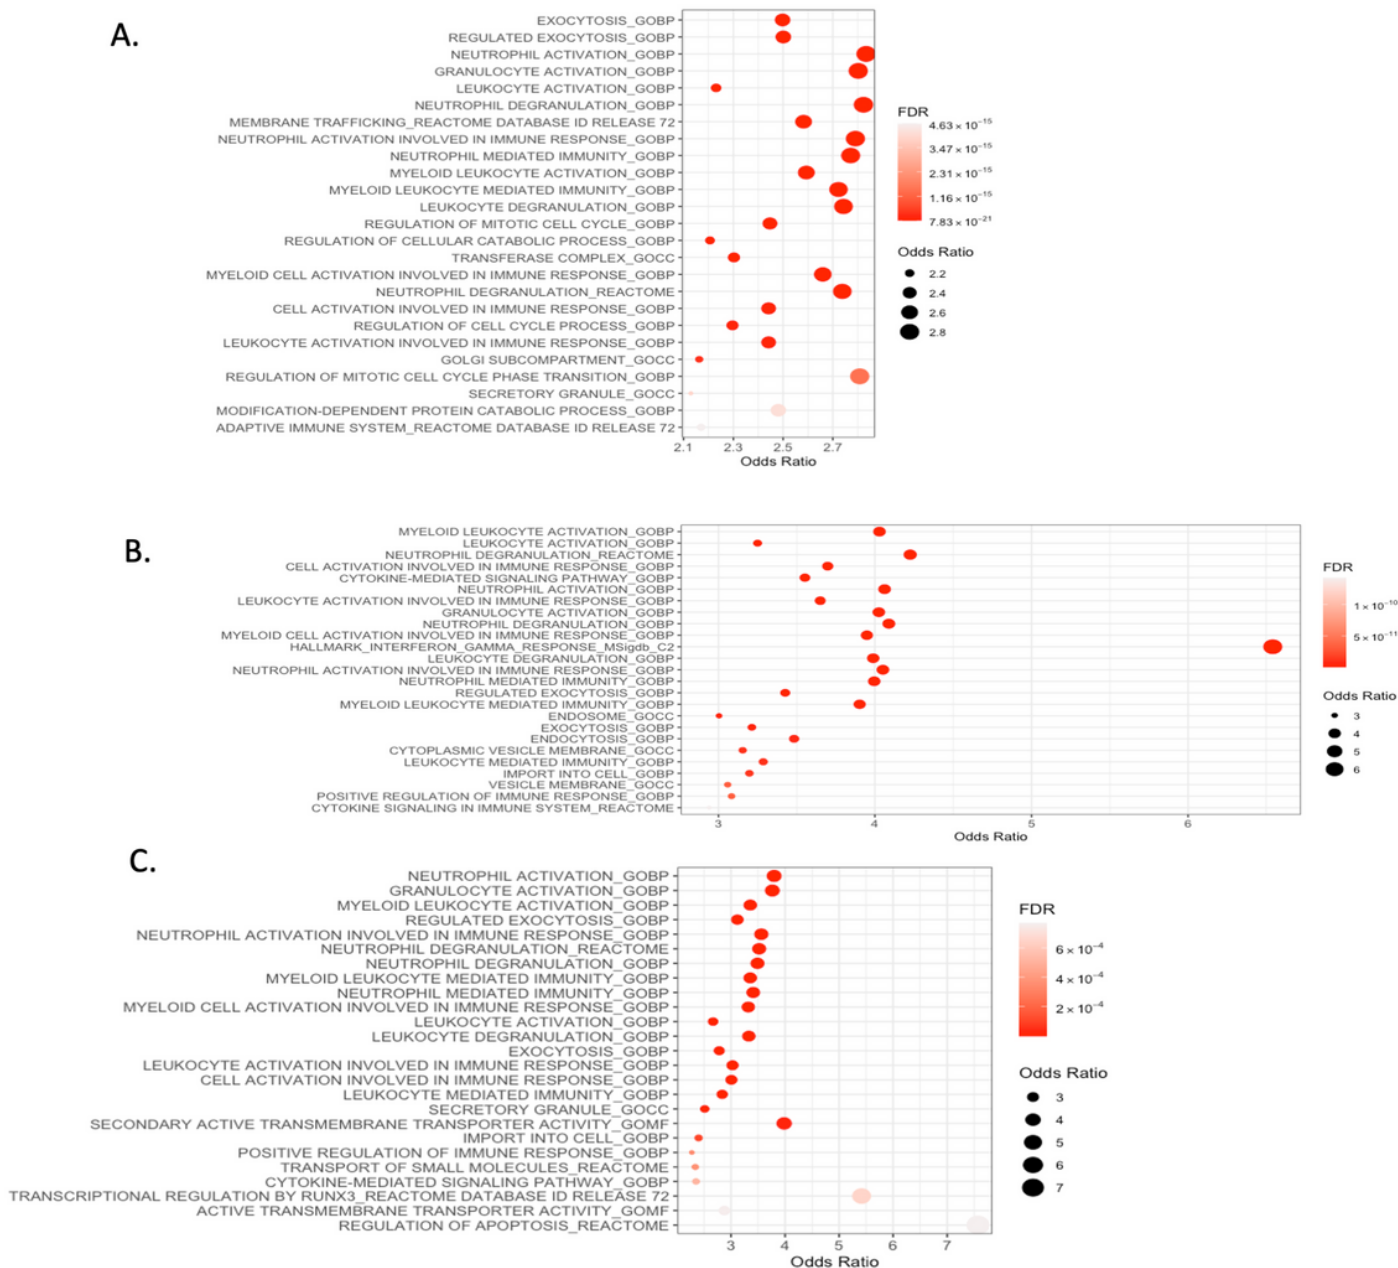 A.
EXOCYTOSIS_GOBP
REGULATED EXOCYTOSIS_GOBP
NEUTROPHIL ACTIVATION_GOBP
GRANULOCYTE ACTIVATION_GOBP
LEUKOCYTE ACTIVATION_GOBP
NEUTROPHIL DEGRANULATION_GOBP
MEMBRANE TRAFFICKING_REACTOME DATABASE ID RELEASE 72
NEUTROPHIL ACTIVATION INVOLVED IN IMMUNE RESPONSE_GOBP
NEUTROPHIL MEDIATED IMMUNITY_GOBP
MYELOID LEUKOCYTE ACTIVATION_GOBP
MYELOID LEUKOCYTE MEDIATED IMMUNITY_GOBP
LEUKOCYTE DEGRANULATION_GOBP
REGULATION OF MITOTIC CELL CYCLE_GOBP
REGULATION OF CELLULAR CATABOLIC PROCESS_GOBP
TRANSFERASE COMPLEX_GOCC
MYELOID CELL ACTIVATION INVOLVED IN IMMUNE RESPONSE_GOBP
NEUTROPHIL DEGRANULATION_REACTOME
CELL ACTIVATION INVOLVED IN IMMUNE RESPONSE_GOBP
REGULATION OF CELL CYCLE PROCESS_GOBP
LEUKOCYTE ACTIVATION INVOLVED IN IMMUNE RESPONSE_GOBP
GOLGI SUBCOMPARTMENT_GOCC
REGULATION OF MITOTIC CELL CYCLE PHASE TRANSITION_GOBP
SECRETORY GRANULE_GOCC
MODIFICATION-DEPENDENT PROTEIN CATABOLIC PROCESS_GOBP
ADAPTIVE IMMUNE SYSTEM_REACTOME DATABASE ID RELEASE 72
2.1 2.3 2.5 2.7
Odds Ratio
FDR
4.63 × 10⁻¹⁵
3.47 × 10⁻¹⁵
2.31 × 10⁻¹⁵
1.16 × 10⁻¹⁵
7.83 × 10⁻²¹
Odds Ratio
2.2
2.4
2.6
2.8
B.
MYELOID LEUKOCYTE ACTIVATION_GOBP
LEUKOCYTE ACTIVATION_GOBP
NEUTROPHIL DEGRANULATION_REACTOME
CELL ACTIVATION INVOLVED IN IMMUNE RESPONSE_GOBP
CYTOKINE-MEDIATED SIGNALING PATHWAY_GOBP
NEUTROPHIL ACTIVATION_GOBP
LEUKOCYTE ACTIVATION INVOLVED IN IMMUNE RESPONSE_GOBP
GRANULOCYTE ACTIVATION_GOBP
NEUTROPHIL DEGRANULATION_GOBP
MYELOID CELL ACTIVATION INVOLVED IN IMMUNE RESPONSE_GOBP
HALLMARK_INTERFERON_GAMMA_RESPONSE_MSigdb_C2
LEUKOCYTE DEGRANULATION_GOBP
NEUTROPHIL ACTIVATION INVOLVED IN IMMUNE RESPONSE_GOBP
NEUTROPHIL MEDIATED IMMUNITY_GOBP
REGULATED EXOCYTOSIS_GOBP
MYELOID LEUKOCYTE MEDIATED IMMUNITY_GOBP
ENDOSOME_GOCC
EXOCYTOSIS_GOBP
ENDOCYTOSIS_GOBP
CYTOPLASMIC VESICLE MEMBRANE_GOCC
LEUKOCYTE MEDIATED IMMUNITY_GOBP
IMPORT INTO CELL_GOBP
VESICLE MEMBRANE_GOCC
POSITIVE REGULATION OF IMMUNE RESPONSE_GOBP
CYTOKINE SIGNALING IN IMMUNE SYSTEM_REACTOME
3 4 5 6
Odds Ratio
FDR
1 × 10⁻¹⁰
5 × 10⁻¹¹
Odds Ratio
3
4
5
6
C.
NEUTROPHIL ACTIVATION_GOBP
GRANULOCYTE ACTIVATION_GOBP
MYELOID LEUKOCYTE ACTIVATION_GOBP
REGULATED EXOCYTOSIS_GOBP
NEUTROPHIL ACTIVATION INVOLVED IN IMMUNE RESPONSE_GOBP
NEUTROPHIL DEGRANULATION_REACTOME
NEUTROPHIL DEGRANULATION_GOBP
MYELOID LEUKOCYTE MEDIATED IMMUNITY_GOBP
NEUTROPHIL MEDIATED IMMUNITY_GOBP
MYELOID CELL ACTIVATION INVOLVED IN IMMUNE RESPONSE_GOBP
LEUKOCYTE ACTIVATION_GOBP
LEUKOCYTE DEGRANULATION_GOBP
EXOCYTOSIS_GOBP
LEUKOCYTE ACTIVATION INVOLVED IN IMMUNE RESPONSE_GOBP
CELL ACTIVATION INVOLVED IN IMMUNE RESPONSE_GOBP
LEUKOCYTE MEDIATED IMMUNITY_GOBP
SECRETORY GRANULE_GOCC
SECONDARY ACTIVE TRANSMEMBRANE TRANSPORTER ACTIVITY_GOMF
IMPORT INTO CELL_GOBP
POSITIVE REGULATION OF IMMUNE RESPONSE_GOBP
TRANSPORT OF SMALL MOLECULES_REACTOME
CYTOKINE-MEDIATED SIGNALING PATHWAY_GOBP
TRANSCRIPTIONAL REGULATION BY RUNX3_REACTOME DATABASE ID RELEASE 72
ACTIVE TRANSMEMBRANE TRANSPORTER ACTIVITY_GOMF
REGULATION OF APOPTOSIS_REACTOME
3 4 5 6 7
Odds Ratio
FDR
6 × 10⁻⁴
4 × 10⁻⁴
2 × 10⁻⁴
Odds Ratio
3
4
5
6
7